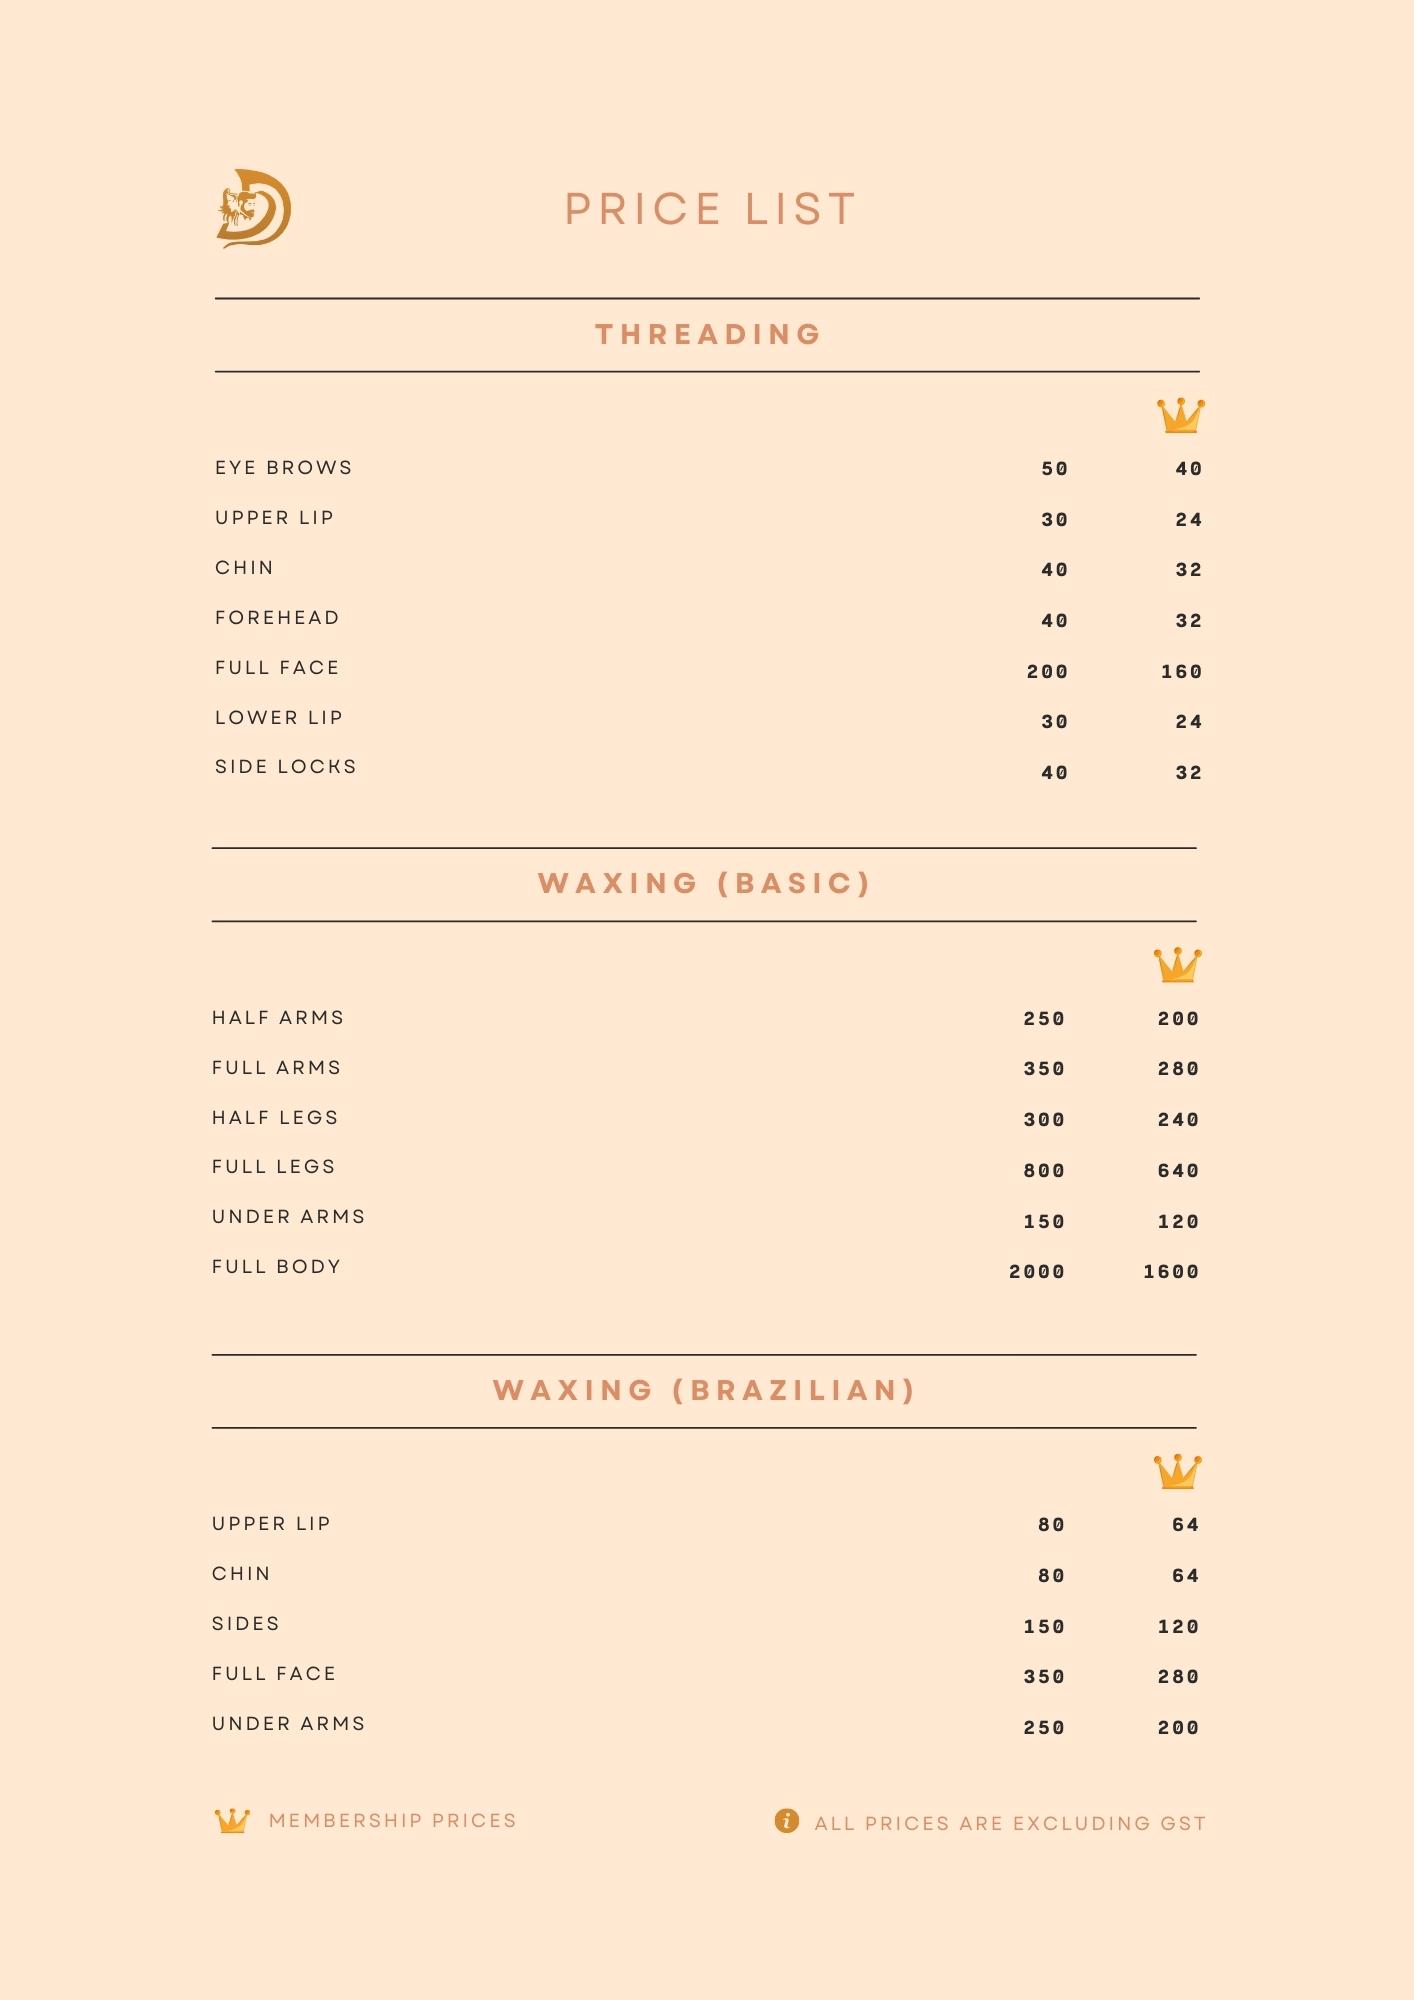 PRICE LIST
THREADING
EYE BROWS 50 40
UPPER LIP 30 24
CHIN 40 32
FOREHEAD 40 32
FULL FACE 200 160
LOWER LIP 30 24
SIDE LOCKS 40 32
WAXING (BASIC)
HALF ARMS 250 200
FULL ARMS 350 280
HALF LEGS 300 240
FULL LEGS 800 640
UNDER ARMS 150 120
FULL BODY 2000 1600
WAXING (BRAZILIAN)
UPPER LIP 80 64
CHIN 80 64
SIDES 150 120
FULL FACE 350 280
UNDER ARMS 250 200
MEMBERSHIP PRICES
ALL PRICES ARE EXCLUDING GST